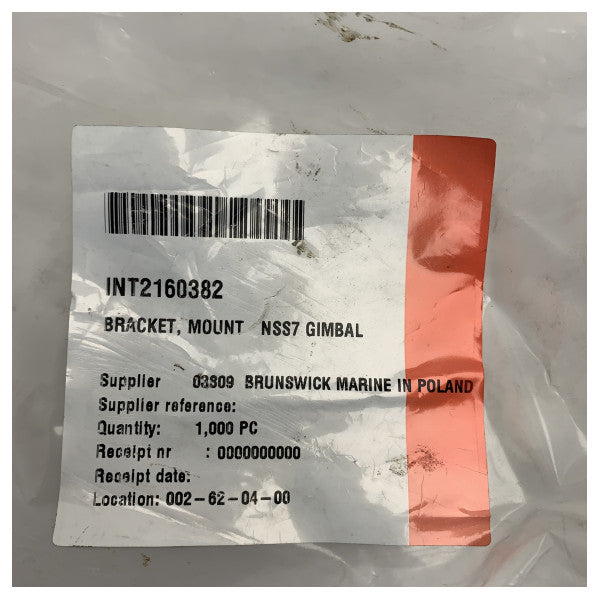 INT2160382
BRACKET, MOUNT NSS7 GIMBAL
Supplier 03309 BRUNSWICK MARINE IN POLAND
Supplier reference:
Quantity: 1,000 PC
Receipt nr : 0000000000
Receipt date:
Location: 002-62-04-00